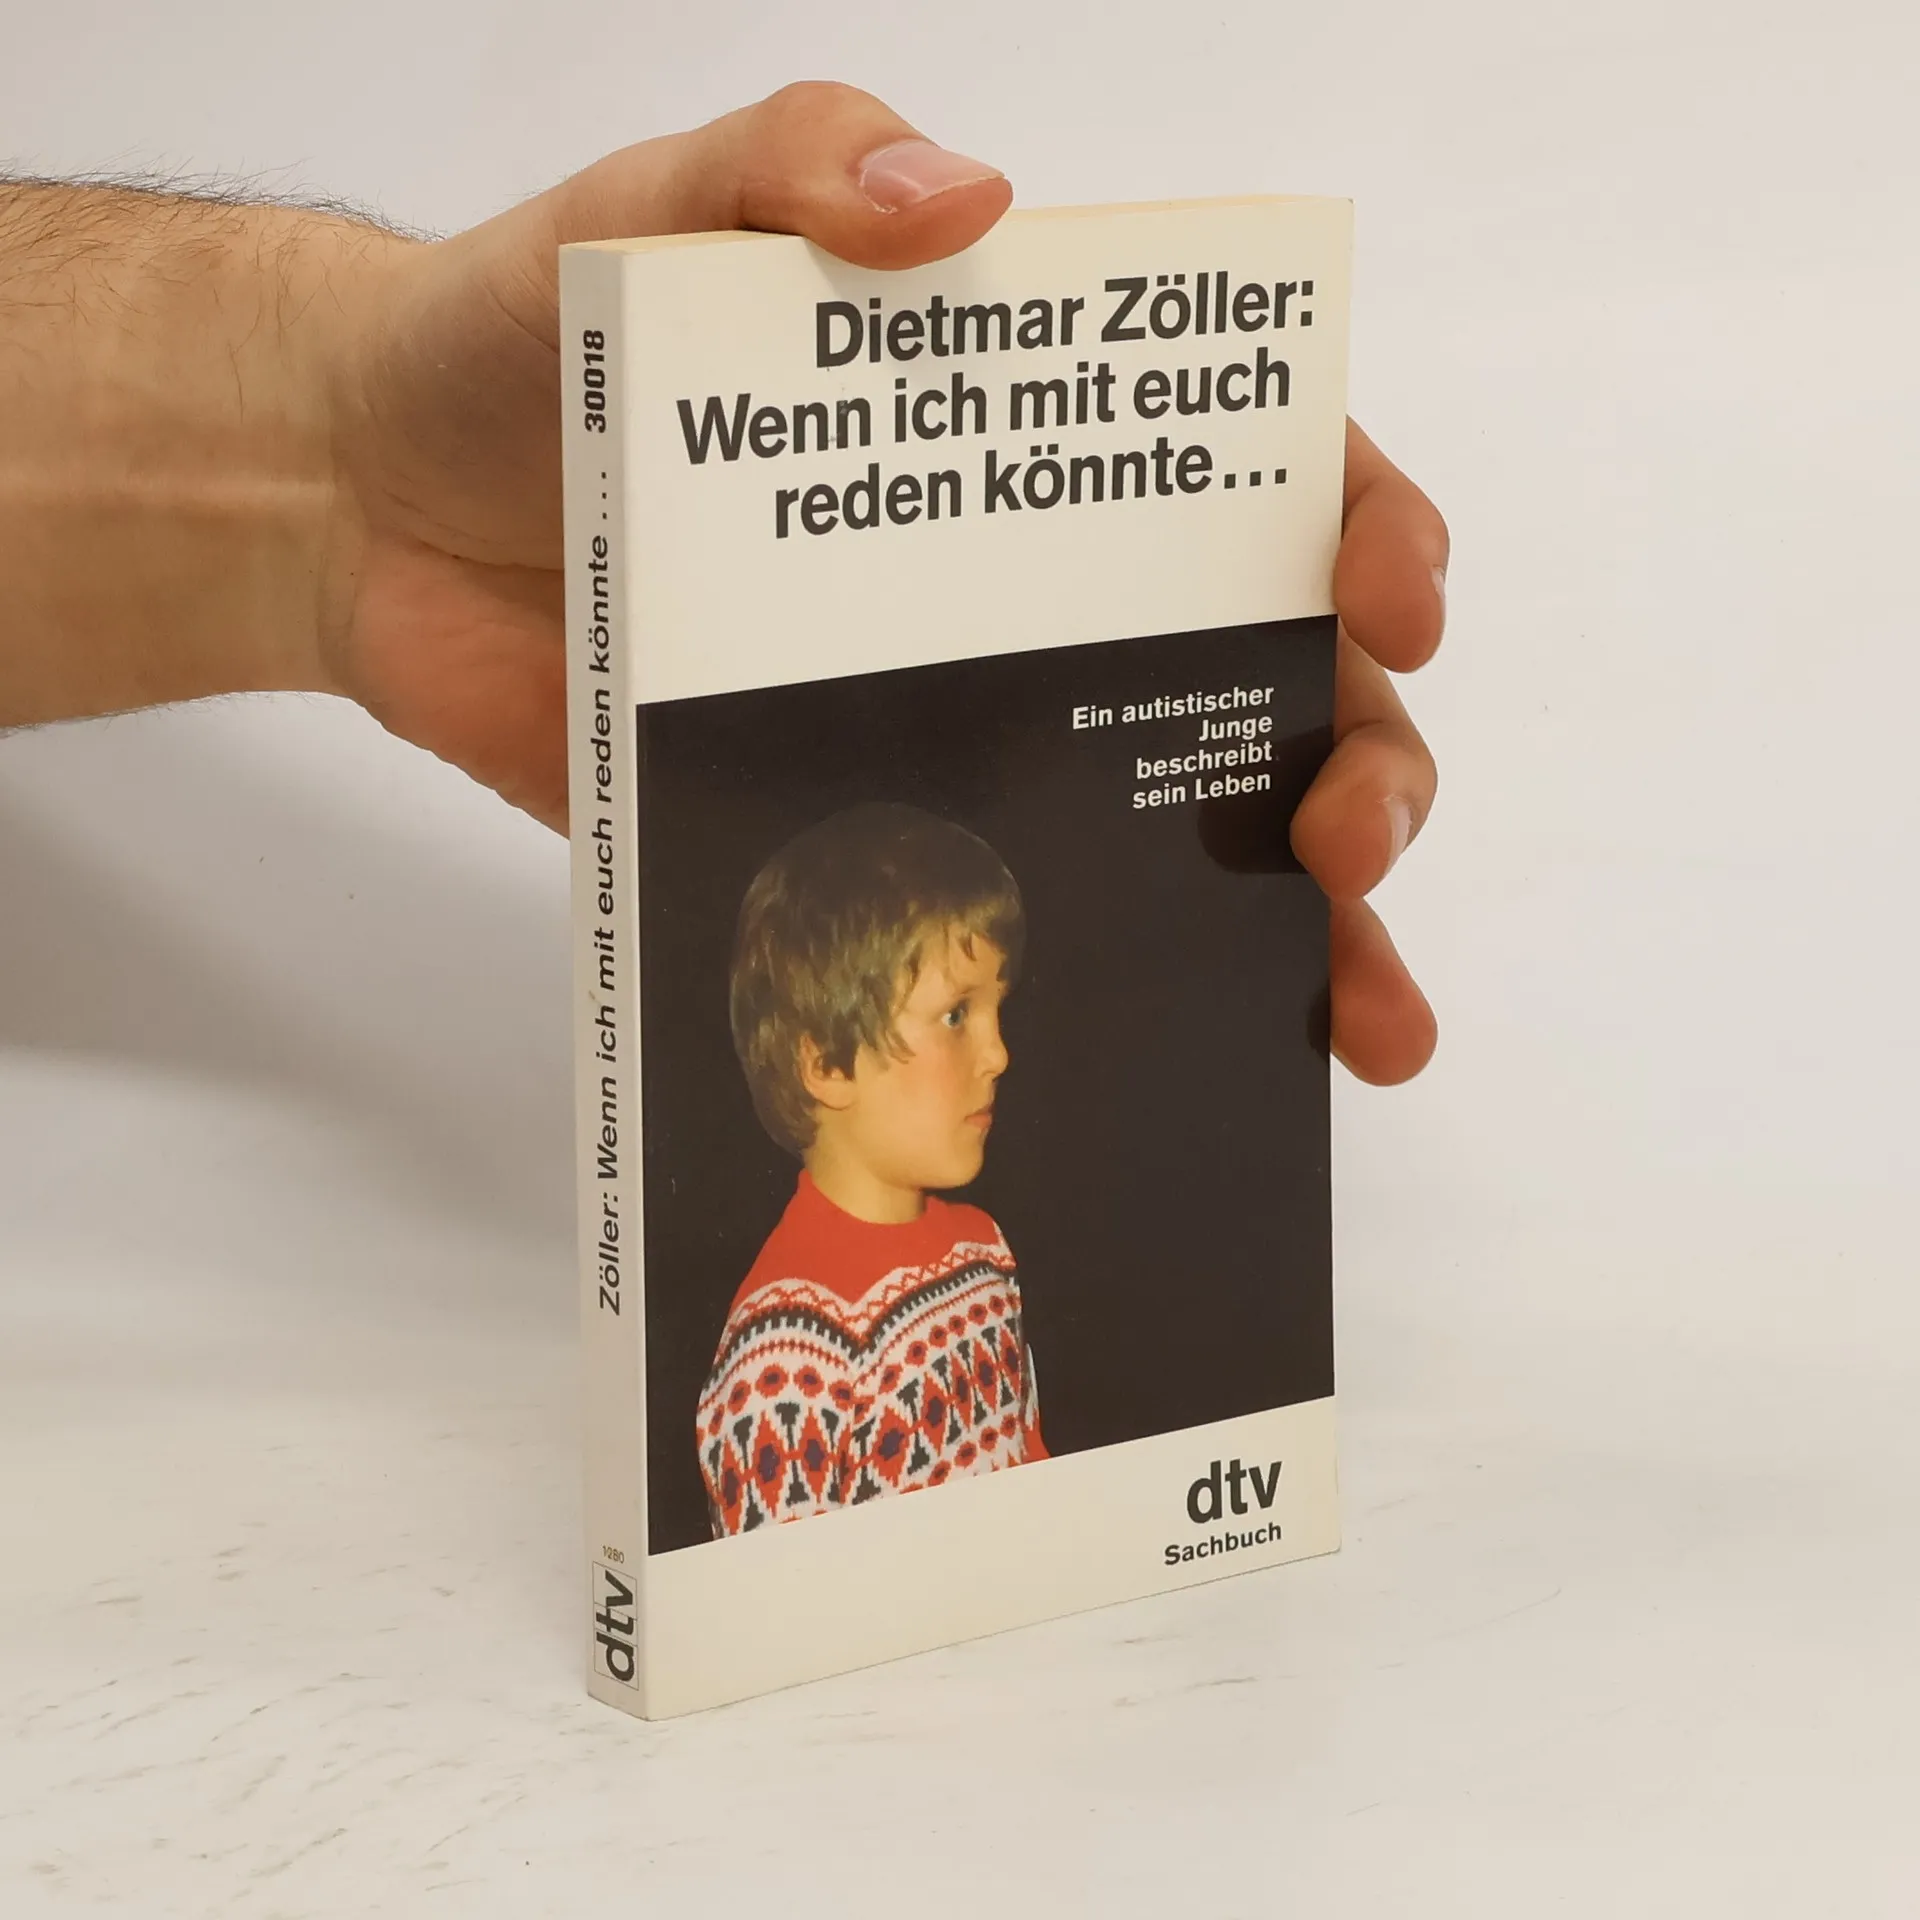 Dietmar Zöller:
Wenn ich mit euch
reden könnte...
Ein autistischer
Junge
beschreibt
sein Leben
dtv
Sachbuch
Zöller: Wenn ich mit euch reden könnte ... 30018
1280
dtv